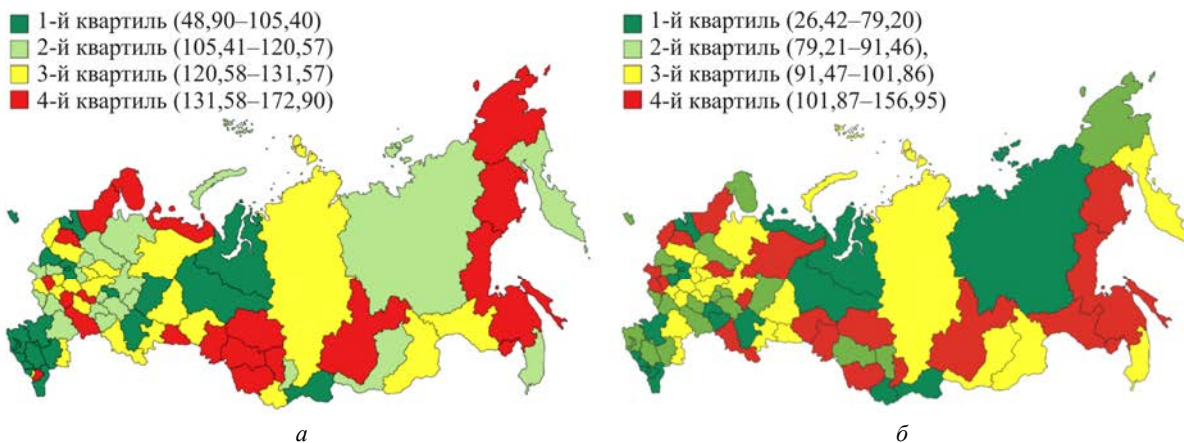 1-й квартиль (48,90–105,40)
2-й квартиль (105,41–120,57)
3-й квартиль (120,58–131,57)
4-й квартиль (131,58–172,90)
а
1-й квартиль (26,42–79,20)
2-й квартиль (79,21–91,46),
3-й квартиль (91,47–101,86)
4-й квартиль (101,87–156,95)
б